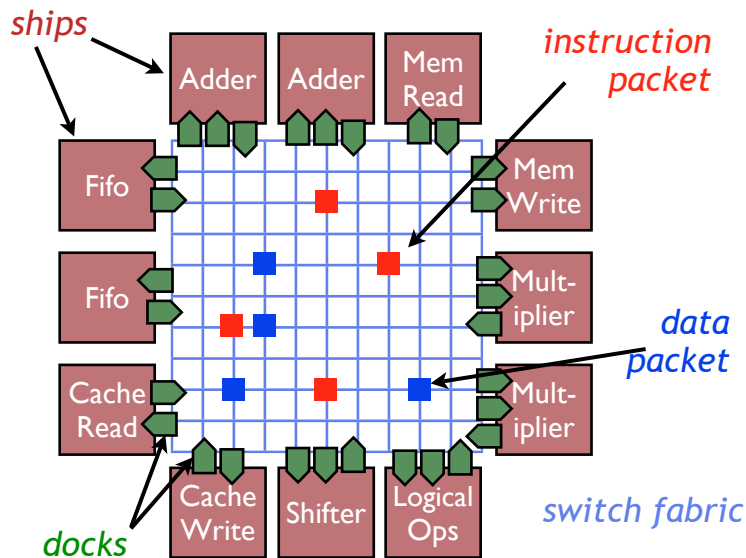 ships
instruction
packet
Adder
Adder
Mem
Read
Fifo
Mem
Write
Fifo
Mult-
iplier
data
packet
Cache
Read
Mult-
iplier
Cache
Write
Shifter
Logical
Ops
switch fabric
docks